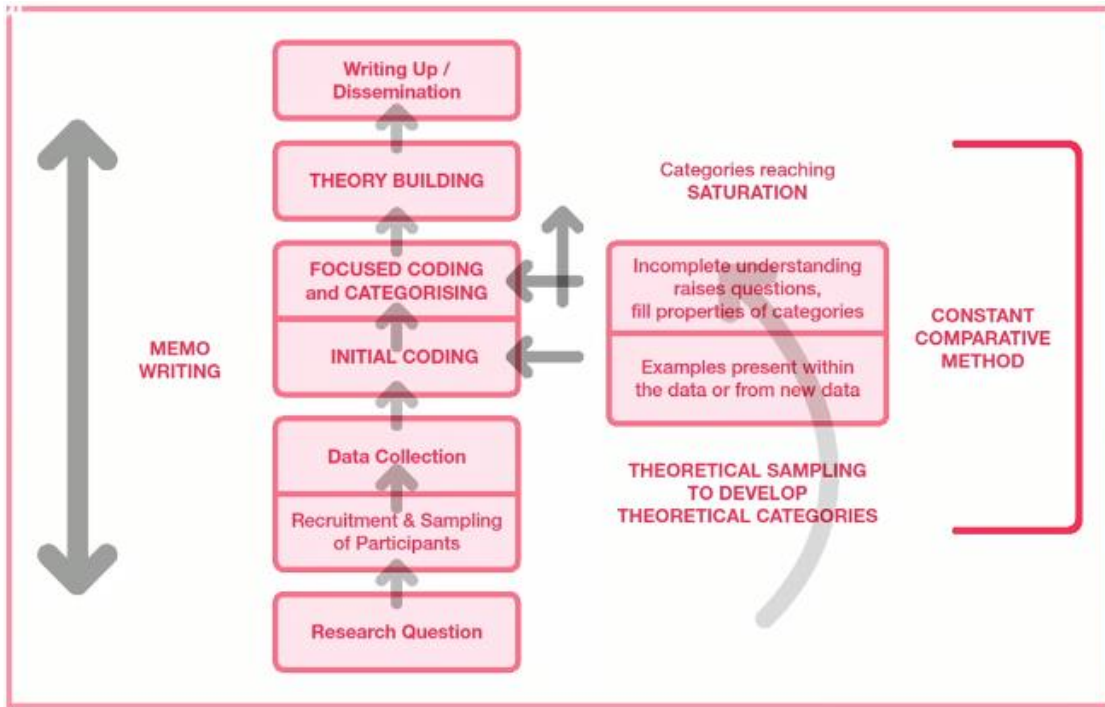 Writing Up /
Dissemination
THEORY BUILDING
FOCUSED CODING
and CATEGORISING
INITIAL CODING
Data Collection
Recruitment & Sampling
of Participants
Research Question
MEMO
WRITING
Categories reaching
SATURATION
Incomplete understanding
raises questions,
fill properties of categories
Examples present within
the data or from new data
THEORETICAL SAMPLING
TO DEVELOP
THEORETICAL CATEGORIES
CONSTANT
COMPARATIVE
METHOD